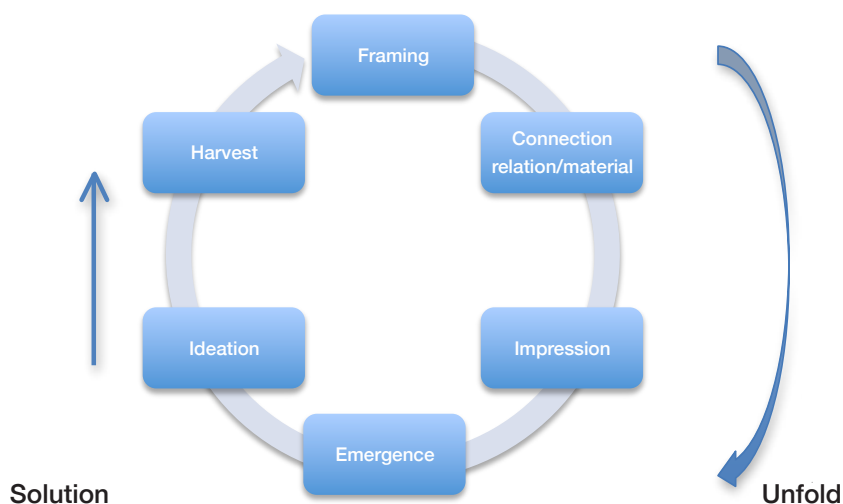 Framing
Connection
relation/material
Impression
Emergence
Ideation
Harvest
Solution
Unfold